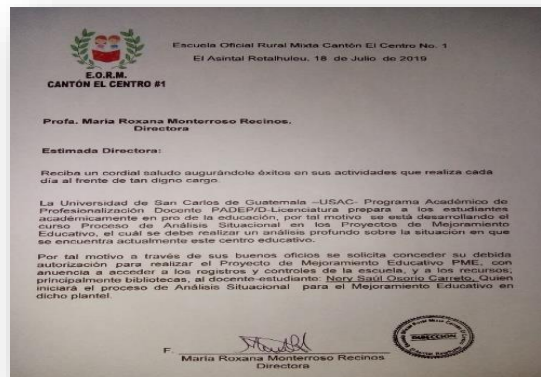 Escuela Oficial Rural Mixta Cantón El Centro No. 1
El Asintal Retalhuleu, 18 de Julio de 2019
E.O.R.M.
CANTÓN EL CENTRO #1
Profa. María Roxana Monterroso Recinos.
Directora
Estimada Directora:
Reciba un cordial saludo augurándole éxitos en sus actividades que realiza cada
día al frente de tan digno cargo.
La Universidad de San Carlos de Guatemala –USAC- Programa Académico de
Profesionalización Docente PADEP/D-Licenciatura prepara a los estudiantes
académicamente en pro de la educación, por tal motivo se está desarrollando el
curso Proceso de Análisis Situacional en los Proyectos de Mejoramiento
Educativo, el cuál se debe realizar un análisis profundo sobre la situación en que
se encuentra actualmente este centro educativo.
Por tal motivo a través de sus buenos oficios se solicita conceder su debida
autorización para realizar el Proyecto de Mejoramiento Educativo PME, con
anuencia a acceder a los registros y controles de la escuela, y a los recursos;
principalmente bibliotecas, al docente-estudiante: Nery Saúl Osorio Carreto, Quien
iniciará el proceso de Análisis Situacional para el Mejoramiento Educativo en
dicho plantel.
F.
María Roxana Monterroso Recinos
Directora
DIRECCION